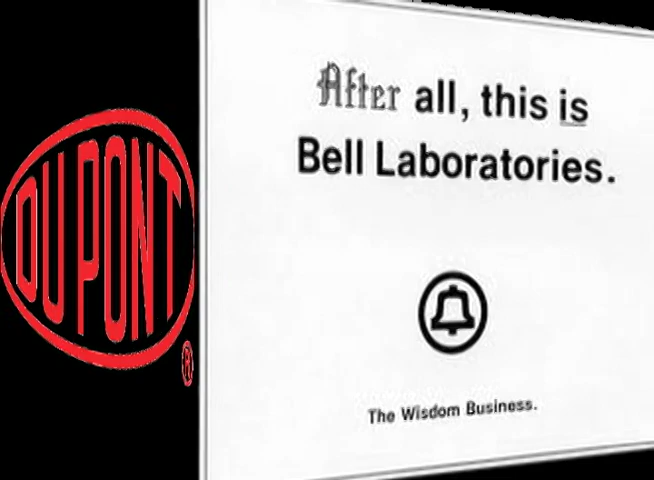 DU PONT
®
After all, this is
Bell Laboratories.
The Wisdom Business.